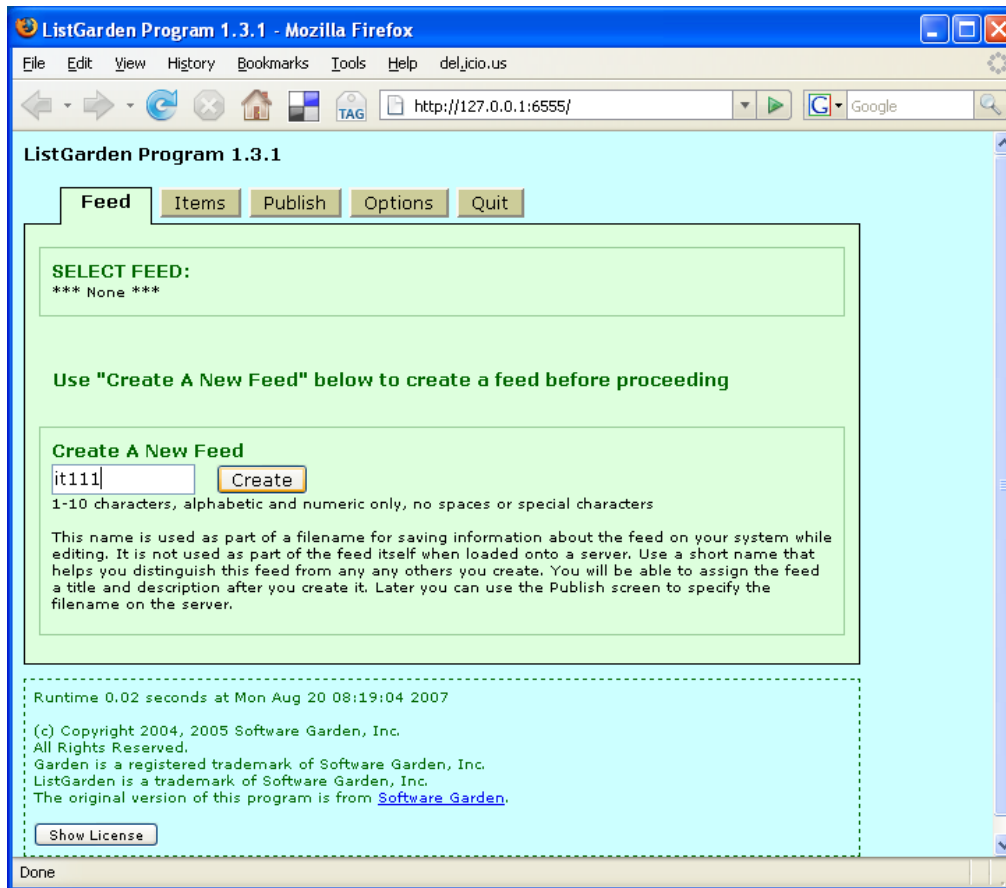 ListGarden Program 1.3.1 - Mozilla Firefox
File Edit View History Bookmarks Tools Help del.icio.us
TAG http://127.0.0.1:6555/ G Google
ListGarden Program 1.3.1
Feed Items Publish Options Quit
SELECT FEED:
*** None ***
Use "Create A New Feed" below to create a feed before proceeding
Create A New Feed
it111 Create
1-10 characters, alphabetic and numeric only, no spaces or special characters
This name is used as part of a filename for saving information about the feed on your system while
editing. It is not used as part of the feed itself when loaded onto a server. Use a short name that
helps you distinguish this feed from any any others you create. You will be able to assign the feed
a title and description after you create it. Later you can use the Publish screen to specify the
filename on the server.
Runtime 0.02 seconds at Mon Aug 20 08:19:04 2007
(c) Copyright 2004, 2005 Software Garden, Inc.
All Rights Reserved.
Garden is a registered trademark of Software Garden, Inc.
ListGarden is a trademark of Software Garden, Inc.
The original version of this program is from Software Garden.
Show License
Done